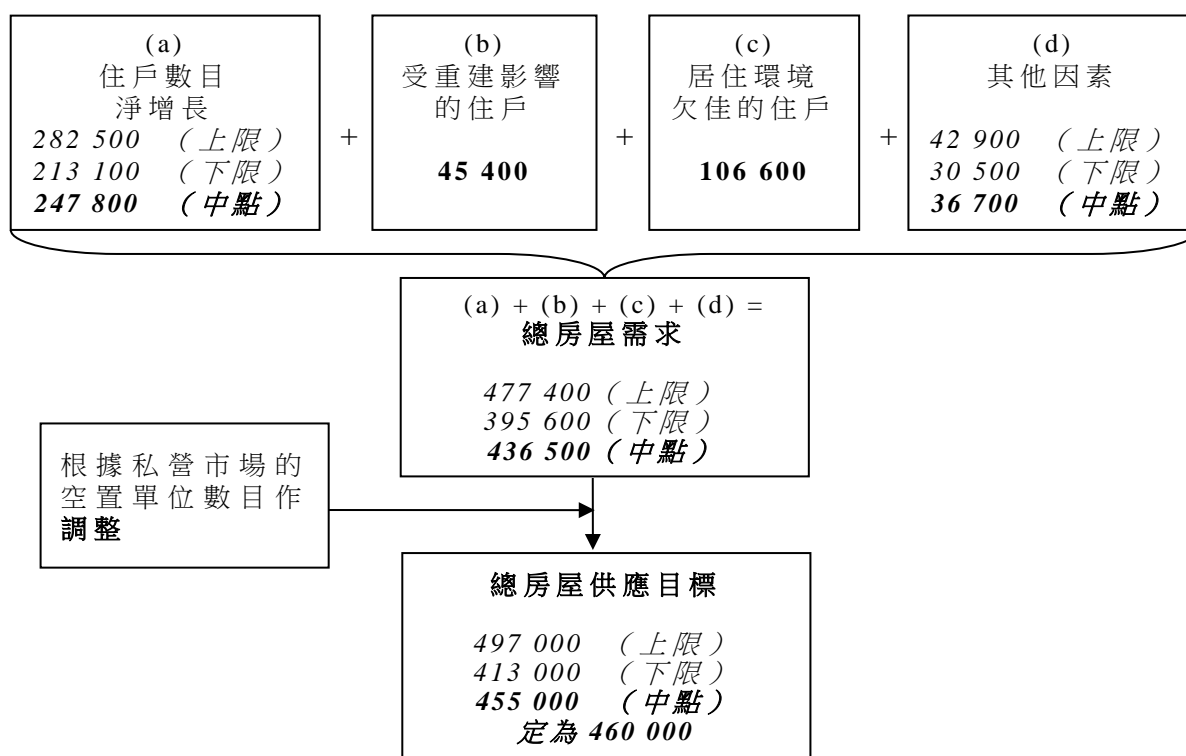 (a)
住戶數目
淨增長
282 500 （上限）
213 100 （下限）
247 800 （中點）
+
(b)
受重建影響
的住戶
45 400
+
(c)
居住環境
欠佳的住戶
106 600
+
(d)
其他因素
42 900 （上限）
30 500 （下限）
36 700 （中點）
(a) + (b) + (c) + (d) =
總房屋需求
477 400（上限）
395 600（下限）
436 500（中點）
根據私營市場的
空置單位數目作
調整
總房屋供應目標
497 000 （上限）
413 000 （下限）
455 000 （中點）
定為 460 000